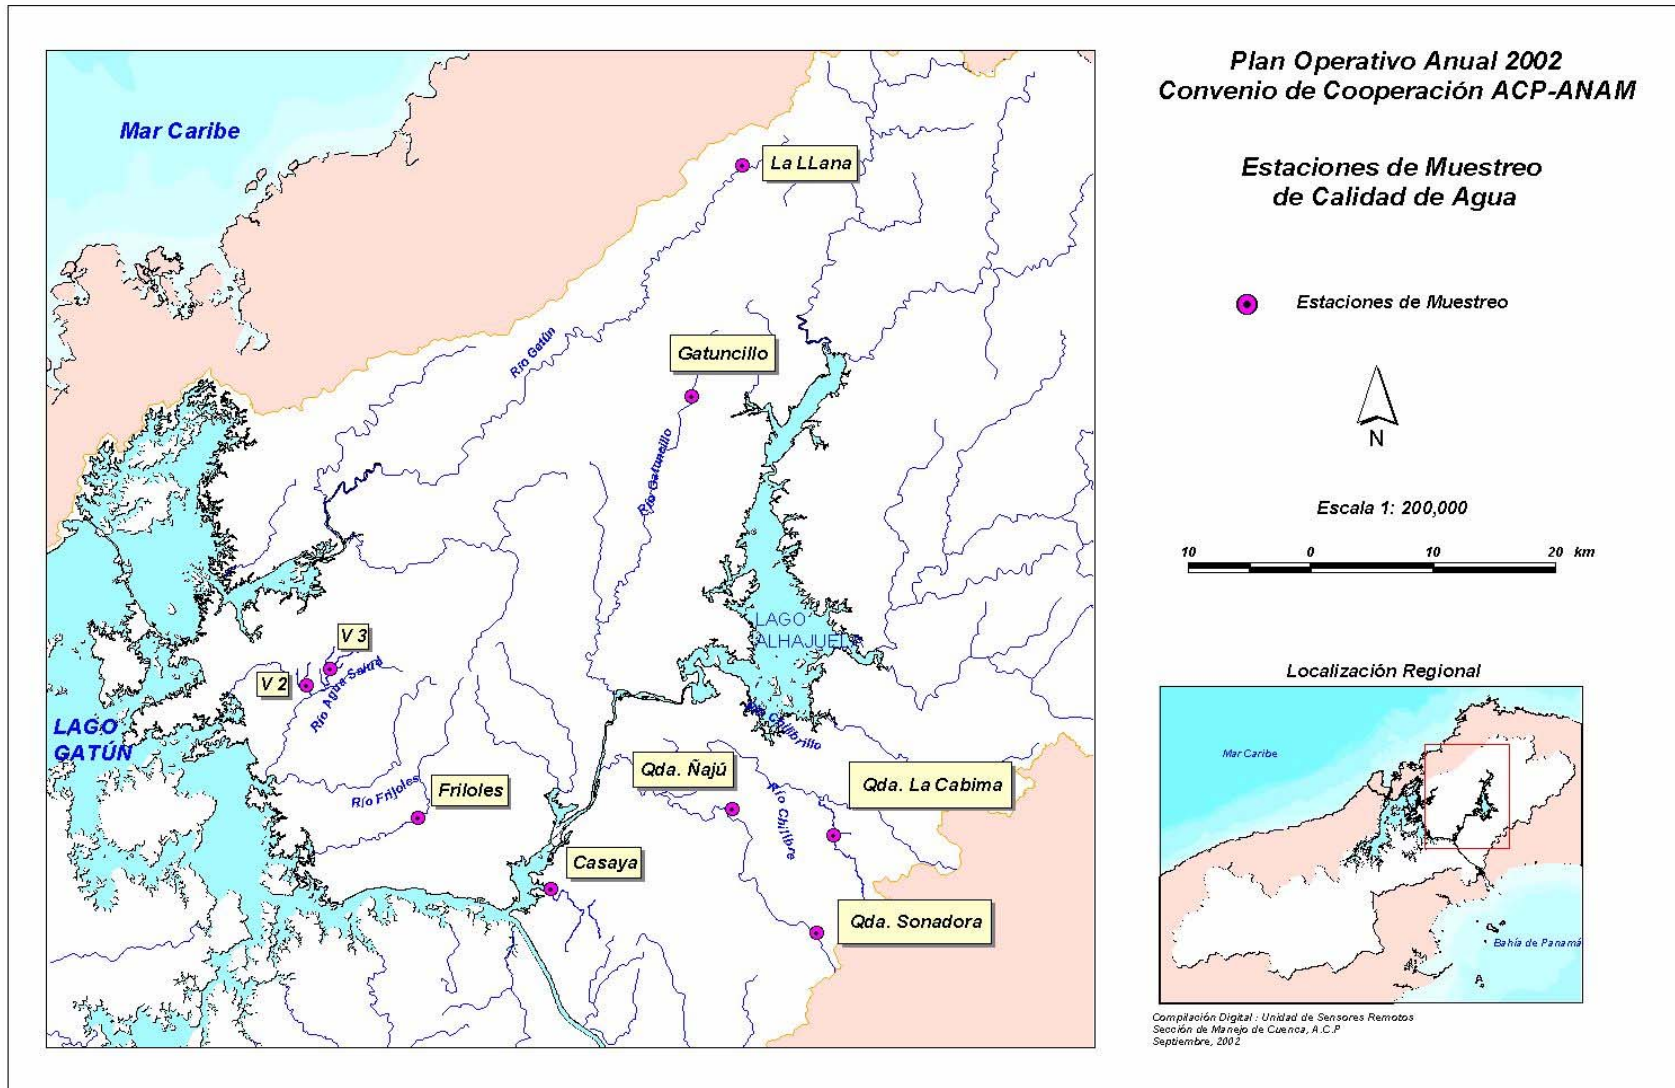 Plan Operativo Anual 2002
Convenio de Cooperación ACP-ANAM
Estaciones de Muestreo
de Calidad de Agua
Estaciones de Muestreo
N
Escala 1: 200,000
10 0 10 20 km
Localización Regional
Mar Caribe
Bahía de Panamá
Compilación Digital : Unidad de Sensores Remotos
Sección de Manejo de Cuenca, A.C.P
Septiembre, 2002
Mar Caribe
La LLana
Río Gatún
Gatuncillo
Río Gatuncillo
LAGO
ALHAJUELA
V 3
V 2
Río Agua Salud
LAGO
GATÚN
Río Chilibrillo
Qda. Ñajú
Qda. La Cabima
Río Frijoles
Friloles
Río Chilibre
Casaya
Qda. Sonadora